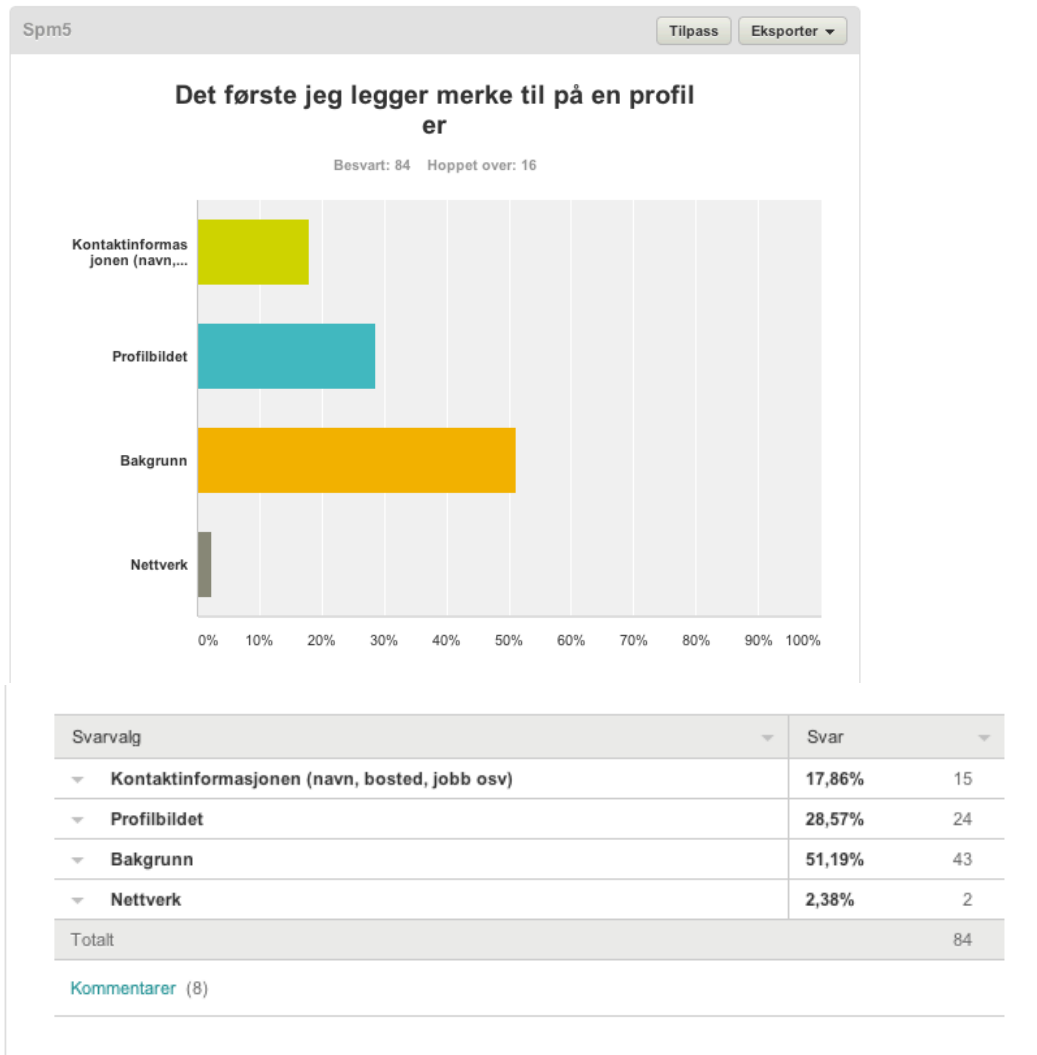 Spm5
Tilpass
Eksporter
Det første jeg legger merke til på en profil
er
Besvart: 84 Hoppet over: 16
Kontaktinformas
jonen (navn,...
Profilbildet
Bakgrunn
Nettverk
0% 10% 20% 30% 40% 50% 60% 70% 80% 90% 100%
Svarvalg Svar
Kontaktinformasjonen (navn, bosted, jobb osv) 17,86% 15
Profilbildet 28,57% 24
Bakgrunn 51,19% 43
Nettverk 2,38% 2
Totalt 84
Kommentarer (8)